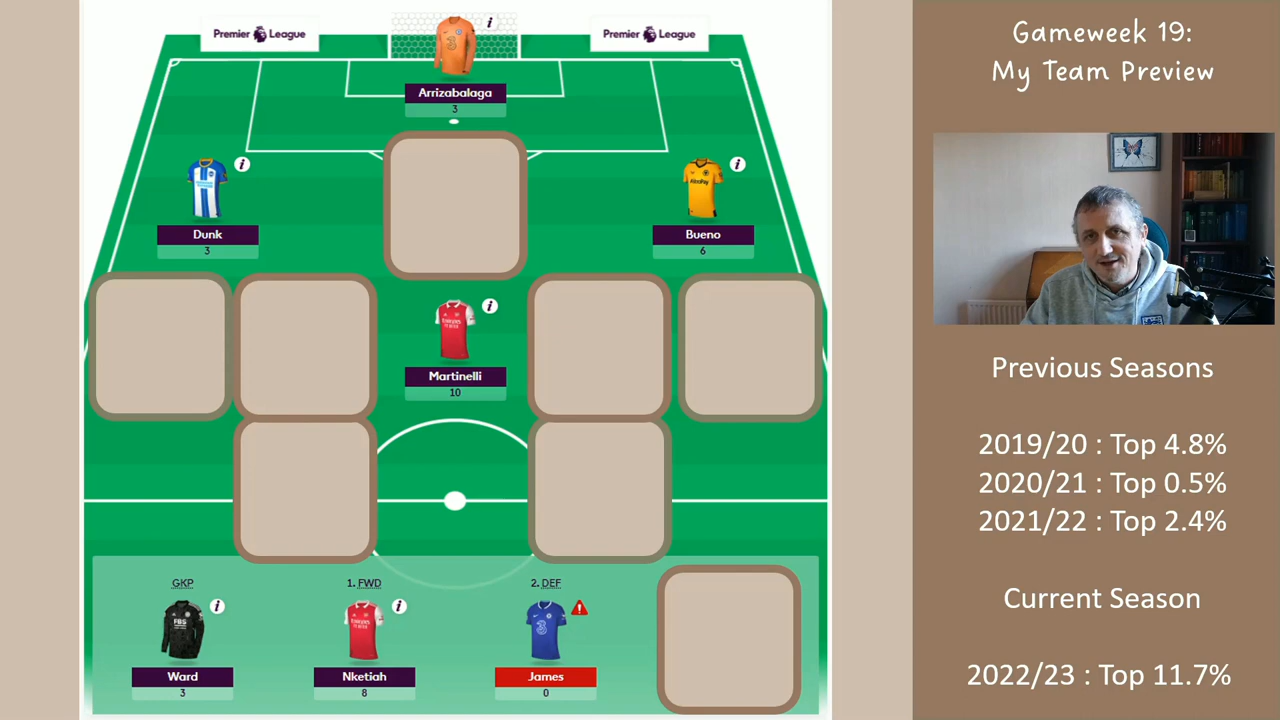 Premier League
Premier League
Arrizabalaga
3
Dunk
3
Bueno
6
Martinelli
10
GKP
1. FWD
2. DEF
Ward
3
Nketiah
8
James
0
Gameweek 19:
My Team Preview
Previous Seasons
2019/20 : Top 4.8%
2020/21 : Top 0.5%
2021/22 : Top 2.4%
Current Season
2022/23 : Top 11.7%